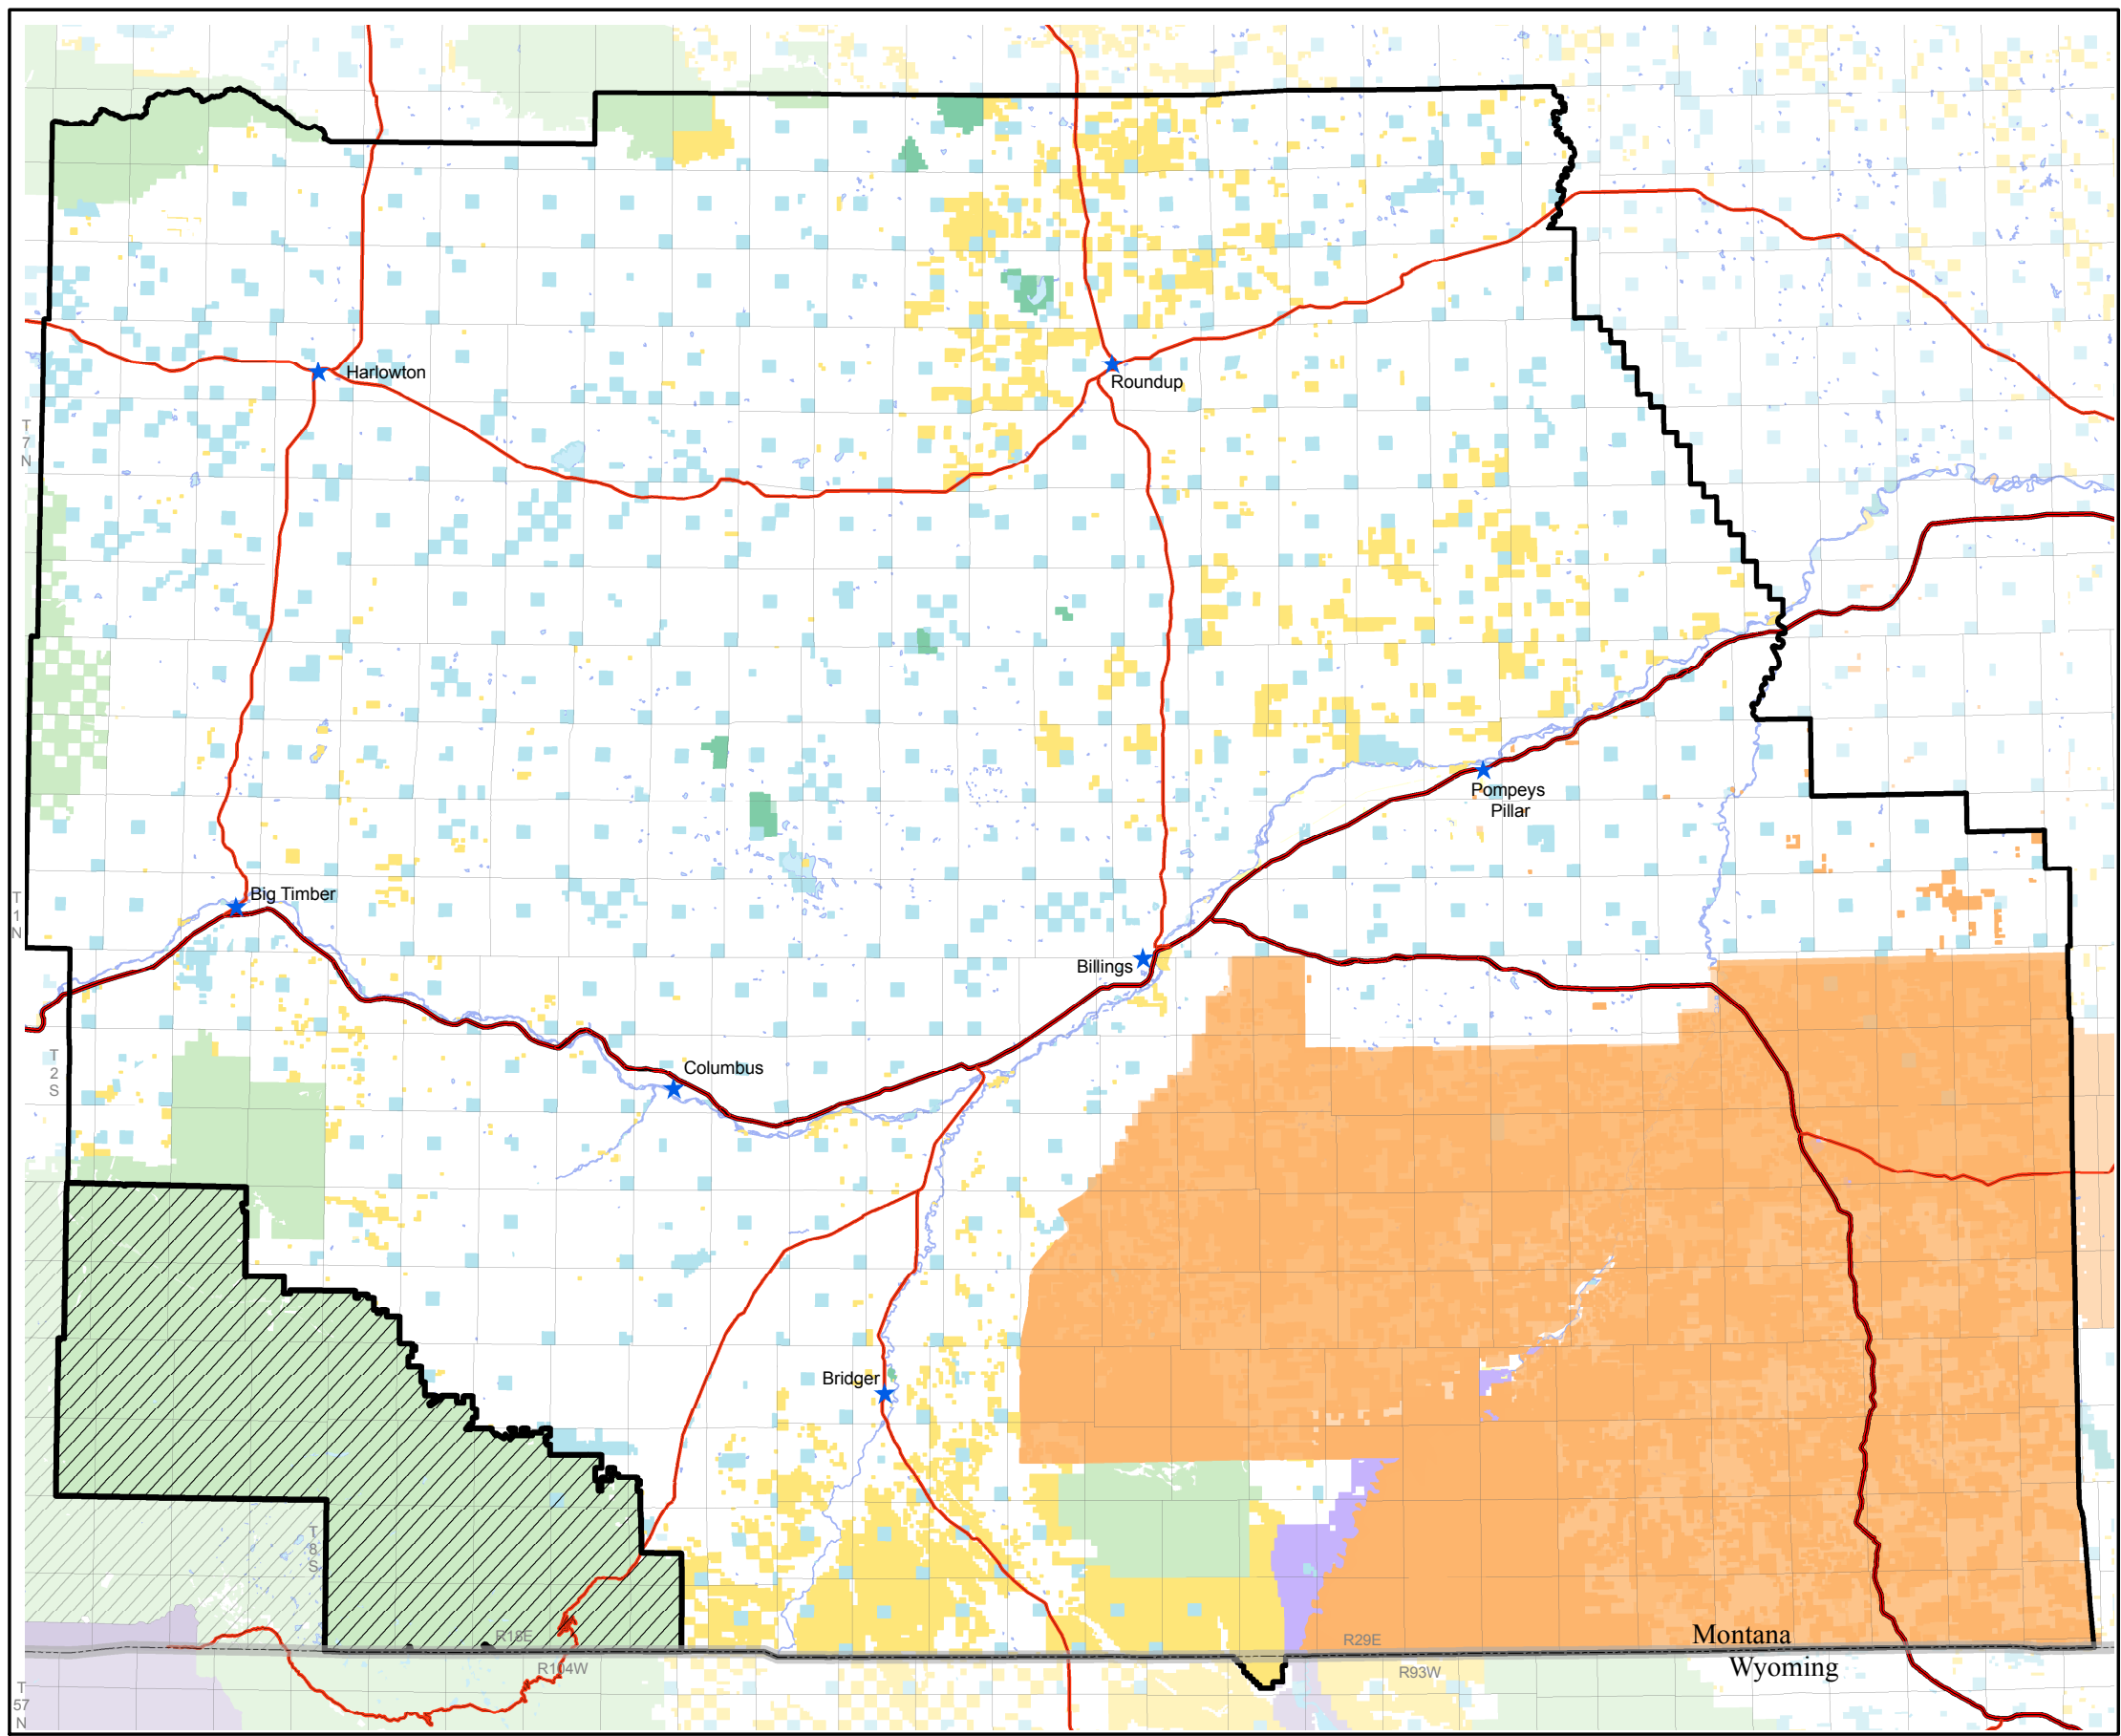 Harlowton
Roundup
T
7
N
Pompeys
Pillar
Big Timber
T
1
N
Billings
T
2
S
Columbus
Bridger
T
8
S
R18E
R29E
Montana
R104W
R93W
Wyoming
T
57
N